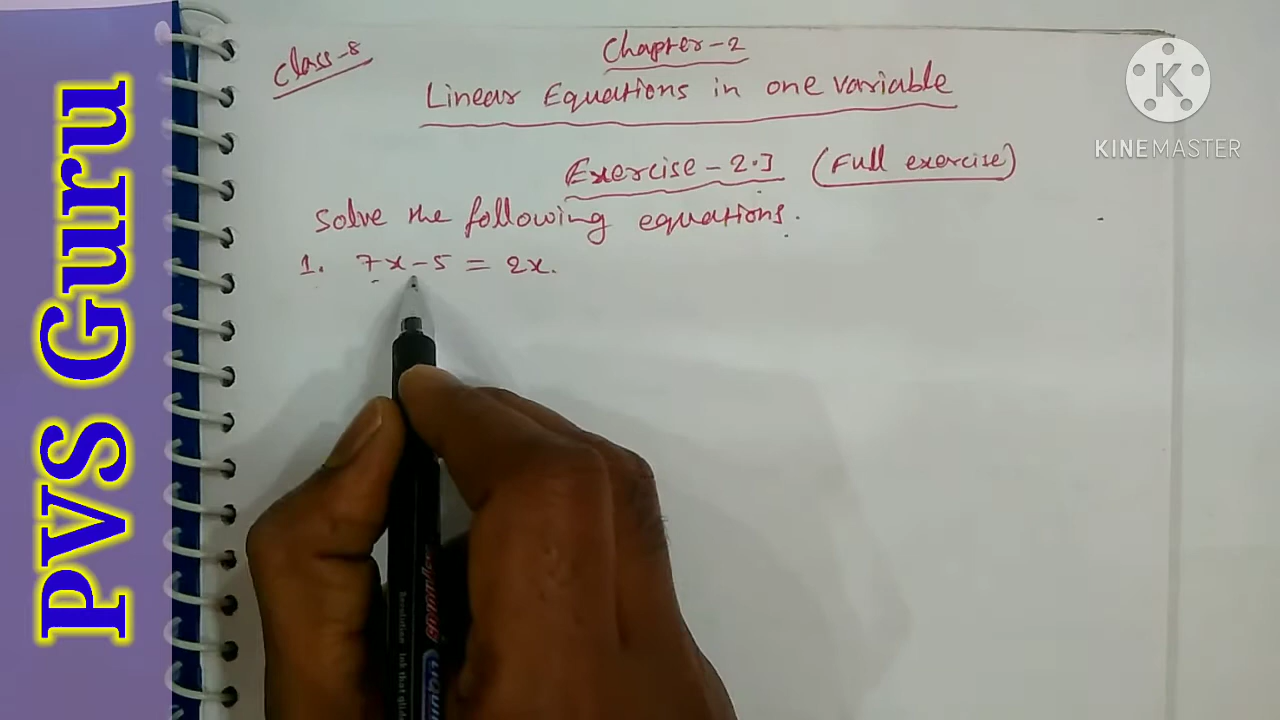 Class-8
Chapter-2
Linear Equations in one variable
Exercise-2.1 (Full exercise)
Solve the following equations.
1. 7x-5 = 2x.
PVS Guru
K
KINEMASTER